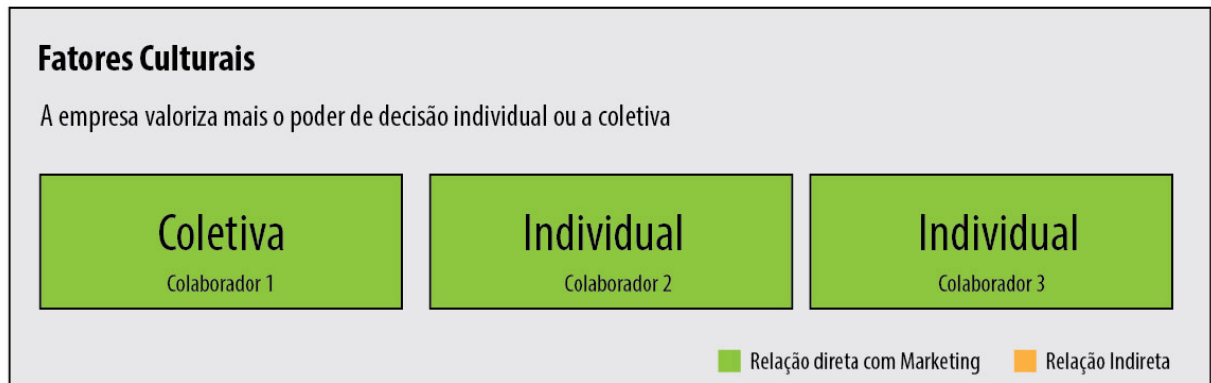 Fatores Culturais
A empresa valoriza mais o poder de decisão individual ou a coletiva
Coletiva
Colaborador 1
Individual
Colaborador 2
Individual
Colaborador 3
Relação direta com Marketing
Relação Indireta